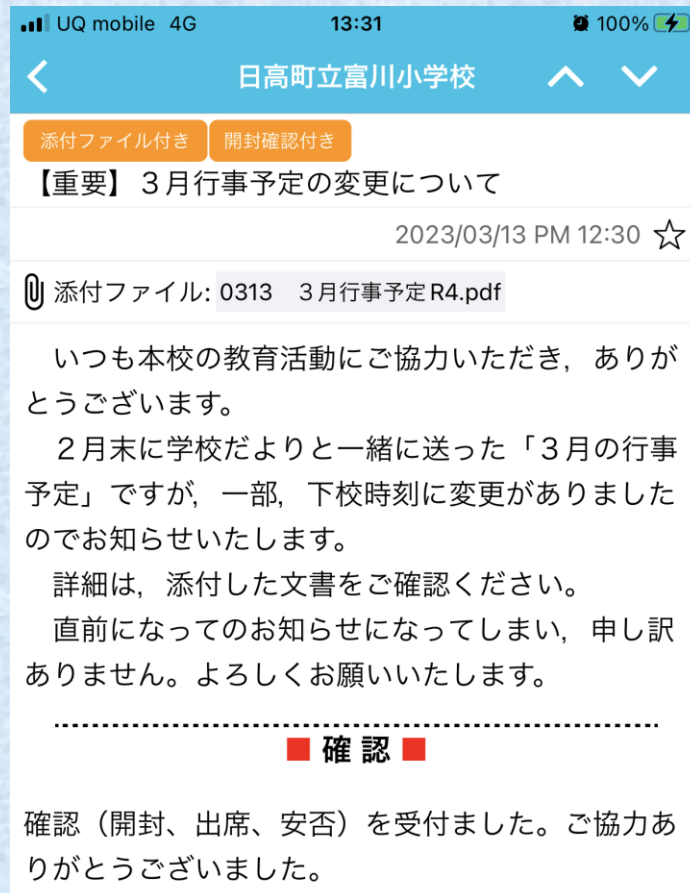 UQ mobile 4G 13:31 100%
日高町立富川小学校
添付ファイル付き 開封確認付き
【重要】３月行事予定の変更について
2023/03/13 PM 12:30
添付ファイル: 0313　３月行事予定R4.pdf
　いつも本校の教育活動にご協力いただき，ありが
とうございます。
　２月末に学校だよりと一緒に送った「３月の行事
予定」ですが，一部，下校時刻に変更がありました
のでお知らせいたします。
　詳細は，添付した文書をご確認ください。
　直前になってのお知らせになってしまい，申し訳
ありません。よろしくお願いいたします。
■ 確 認 ■
確認（開封、出席、安否）を受付ました。ご協力あ
りがとうございました。